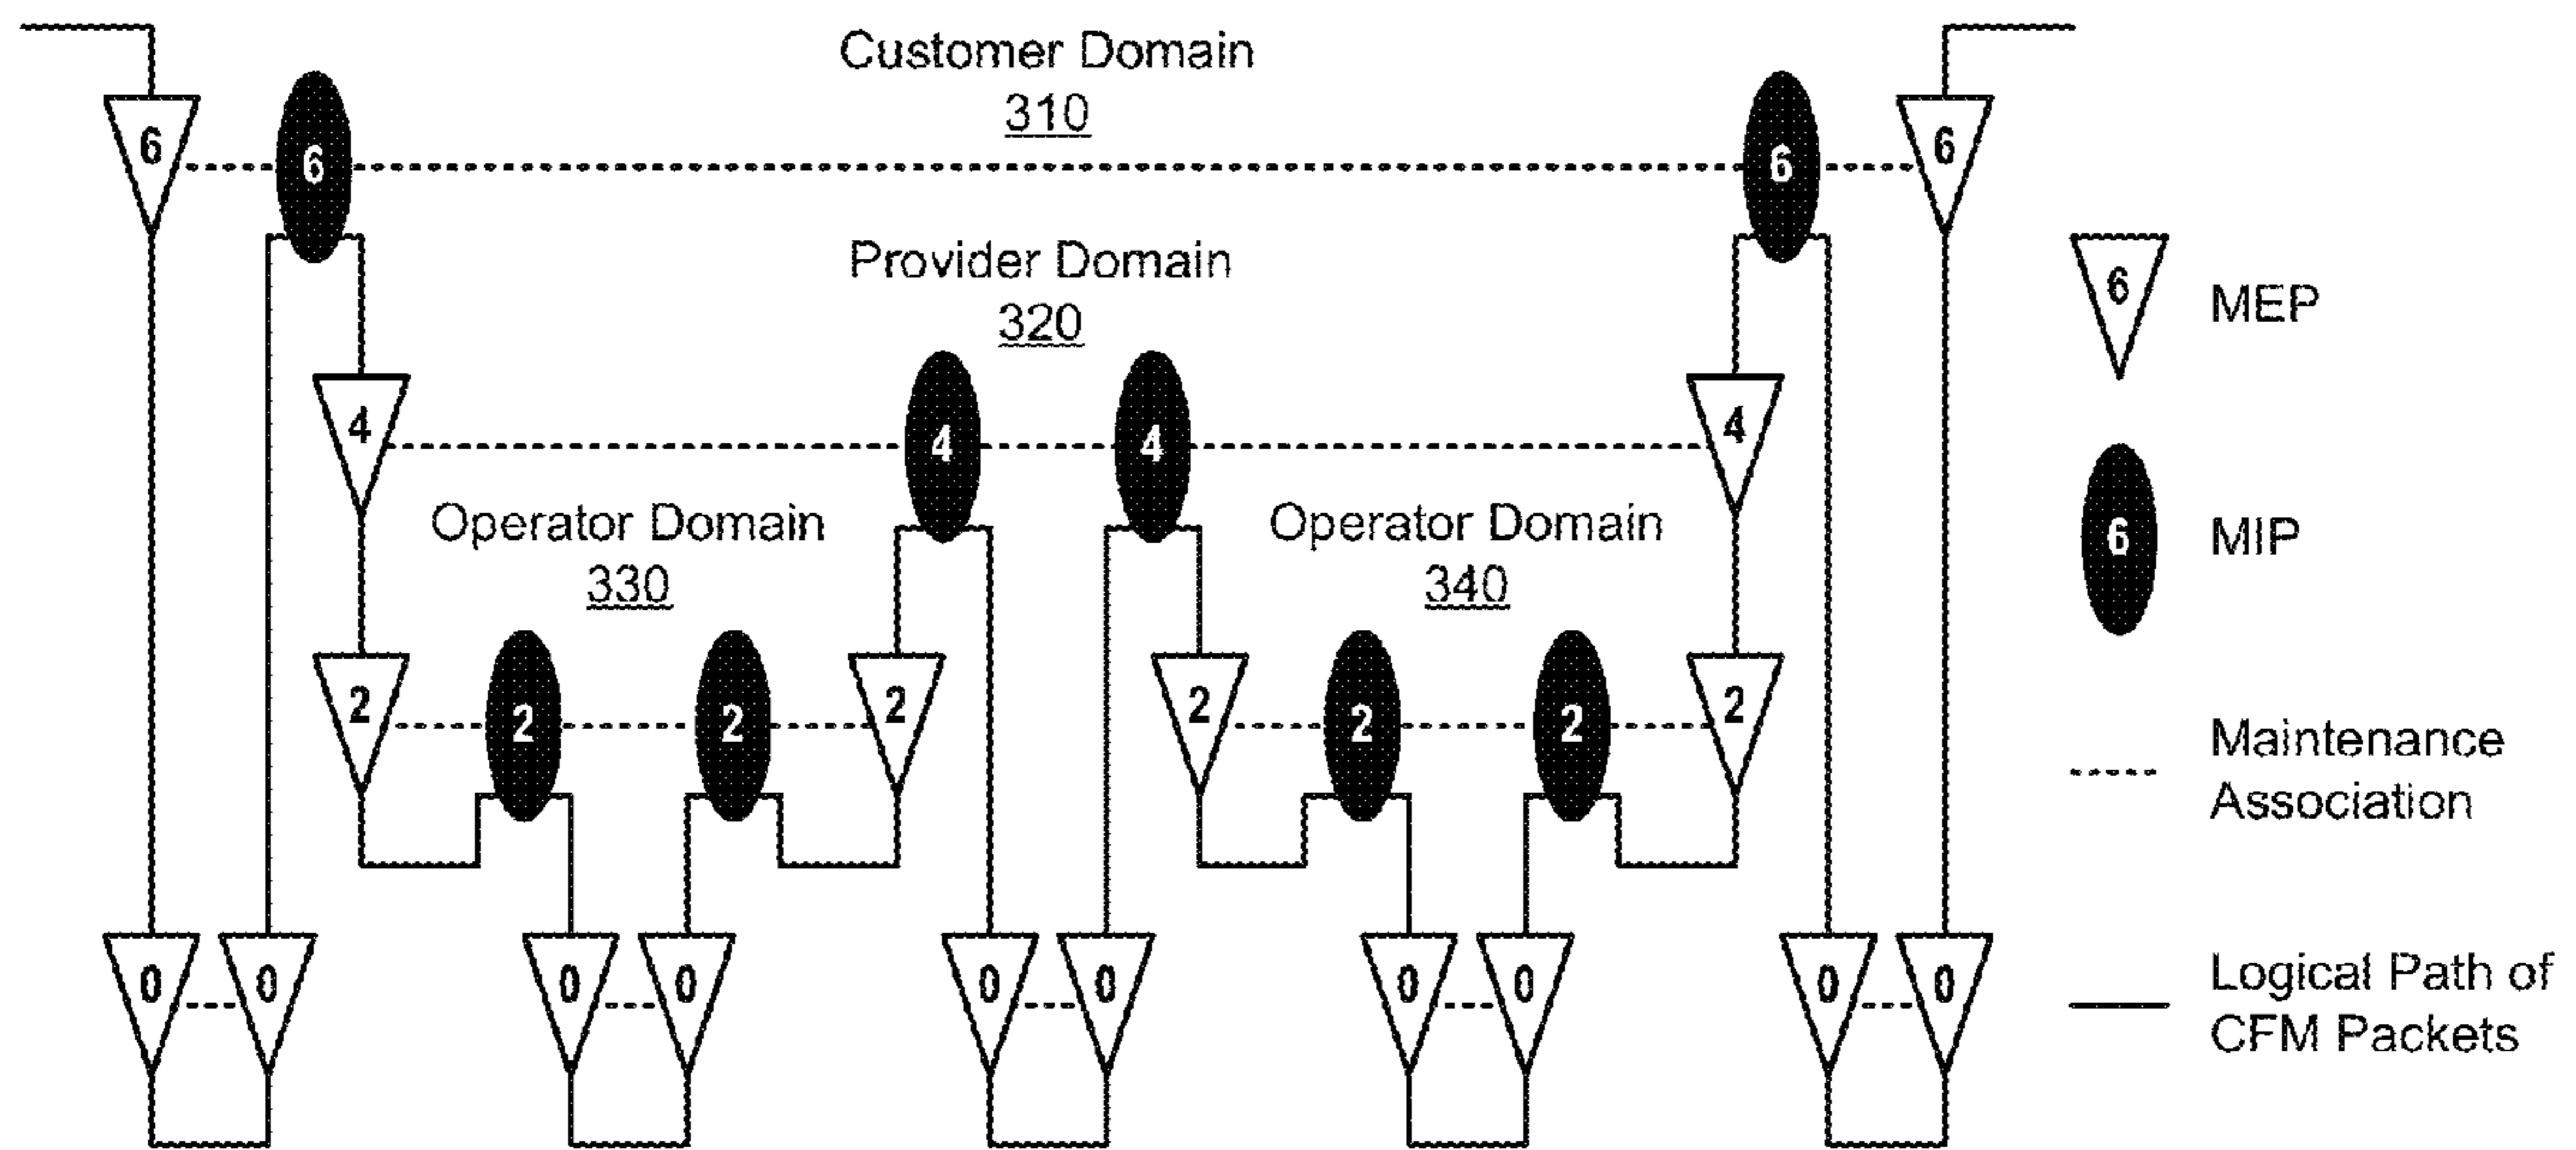 Customer Domain
310
6 6 6 6
Provider Domain
320
6 MEP
4 4 4 4
Operator Domain Operator Domain
330 340
6 MIP
2 2 2 2 2 2 2 2
Maintenance
Association
0 0 0 0 0 0 0 0 0 0
Logical Path of
CFM Packets